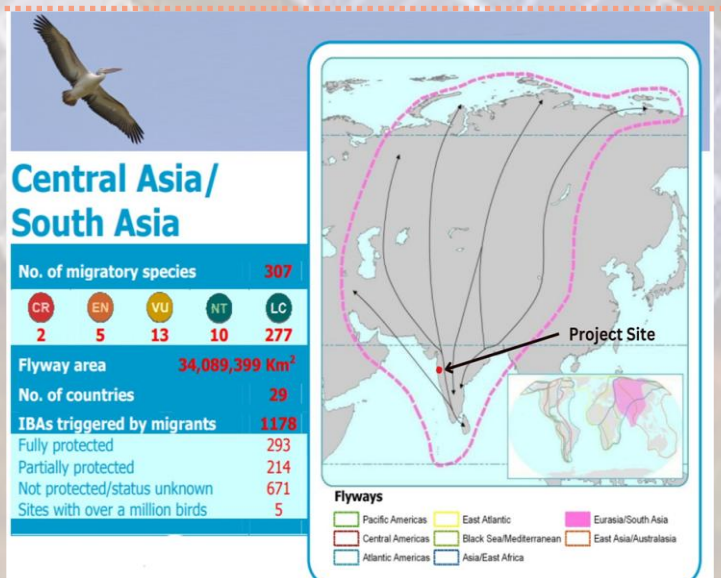 Central Asia/
South Asia
No. of migratory species 307
CR EN VU NT LC
2 5 13 10 277
Flyway area 34,089,399 Km²
No. of countries 29
IBAs triggered by migrants 1178
Fully protected 293
Partially protected 214
Not protected/status unknown 671
Sites with over a million birds 5
Project Site
Flyways
Pacific Americas East Atlantic Eurasia/South Asia
Central Americas Black Sea/Mediterranean East Asia/Australasia
Atlantic Americas Asia/East Africa